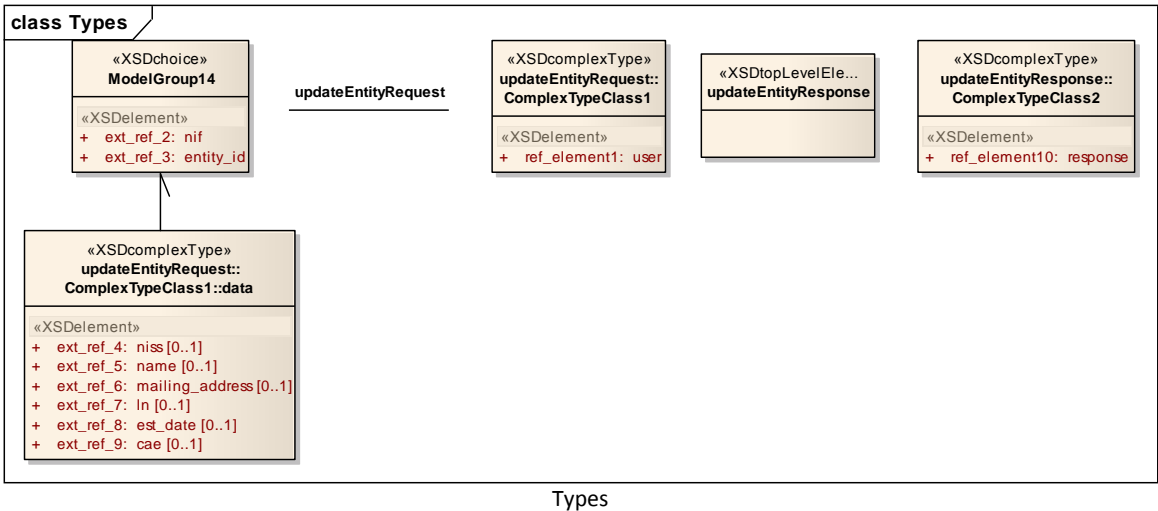 class Types
«XSDchoice»
ModelGroup14
«XSDelement»
+ ext_ref_2: nif
+ ext_ref_3: entity_id
updateEntityRequest
«XSDcomplexType»
updateEntityRequest::
ComplexTypeClass1
«XSDelement»
+ ref_element1: user
«XSDtopLevelEle...
updateEntityResponse
«XSDcomplexType»
updateEntityResponse::
ComplexTypeClass2
«XSDelement»
+ ref_element10: response
«XSDcomplexType»
updateEntityRequest::
ComplexTypeClass1::data
«XSDelement»
+ ext_ref_4: niss [0..1]
+ ext_ref_5: name [0..1]
+ ext_ref_6: mailing_address [0..1]
+ ext_ref_7: ln [0..1]
+ ext_ref_8: est_date [0..1]
+ ext_ref_9: cae [0..1]
Types